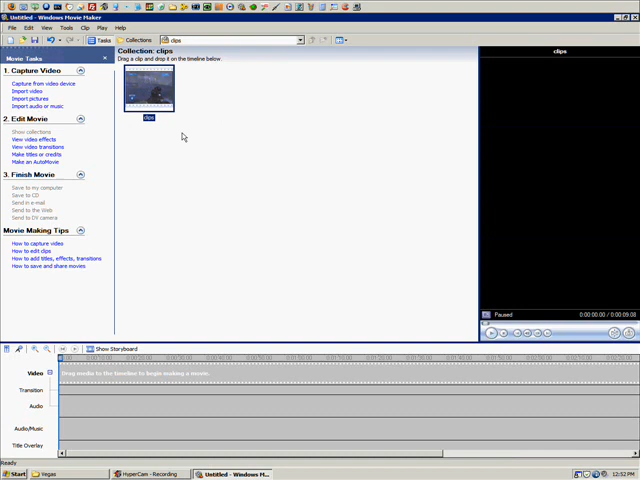 Untitled - Windows Movie Maker
File Edit View Tools Clip Play Help
Tasks Collections clips
Movie Tasks
Collection: clips
Drag a clip and drop it on the timeline below.
clips
clips
1. Capture Video
Capture from video device
Import video
Import pictures
Import audio or music
2. Edit Movie
Show collections
View video effects
View video transitions
Make titles or credits
Make an AutoMovie
3. Finish Movie
Save to my computer
Save to CD
Send in e-mail
Send to the Web
Send to DV camera
Movie Making Tips
How to capture video
How to edit clips
How to add titles, effects, transitions
How to save and share movies
Paused 0:00:00.00 / 0:00:09.08
Show Storyboard
Video
Drag media to the timeline to begin making a movie.
Transition
Audio
Audio/Music
Title Overlay
Ready
Start Vegas HyperCam - Recording Untitled - Windows M... 12:52 PM